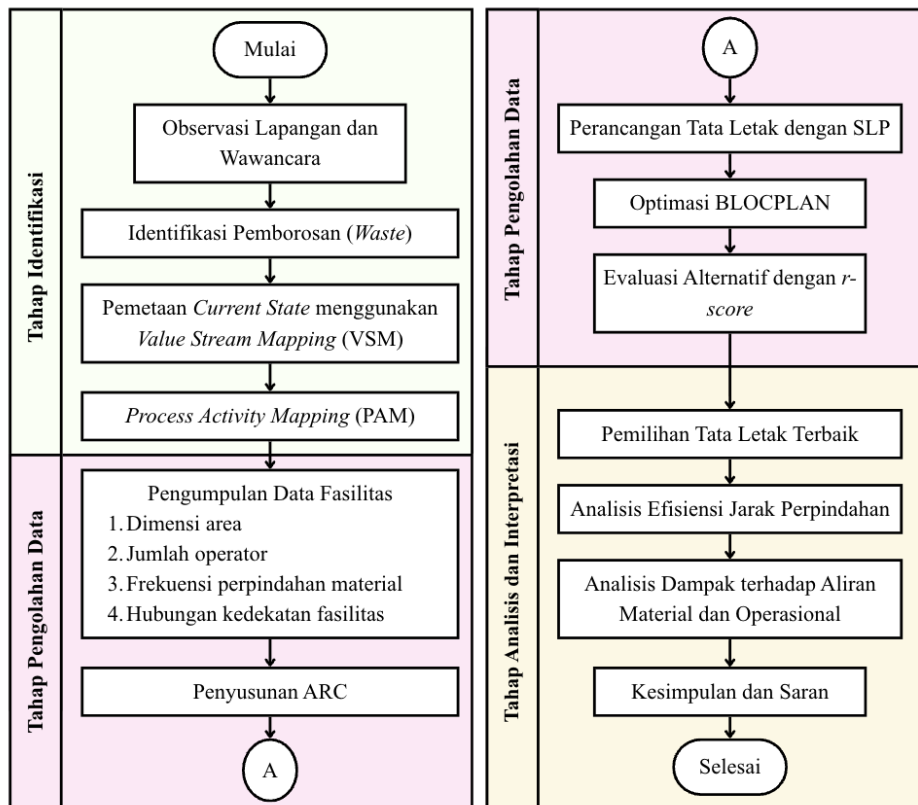 Tahap Identifikasi
Mulai
Observasi Lapangan dan
Wawancara
Identifikasi Pemborosan (Waste)
Pemetaan Current State menggunakan
Value Stream Mapping (VSM)
Process Activity Mapping (PAM)
Tahap Pengolahan Data
Pengumpulan Data Fasilitas
1. Dimensi area
2. Jumlah operator
3. Frekuensi perpindahan material
4. Hubungan kedekatan fasilitas
Penyusunan ARC
A
Tahap Pengolahan Data
A
Perancangan Tata Letak dengan SLP
Optimasi BLOCPLAN
Evaluasi Alternatif dengan r-
score
Tahap Analisis dan Interpretasi
Pemilihan Tata Letak Terbaik
Analisis Efisiensi Jarak Perpindahan
Analisis Dampak terhadap Aliran
Material dan Operasional
Kesimpulan dan Saran
Selesai